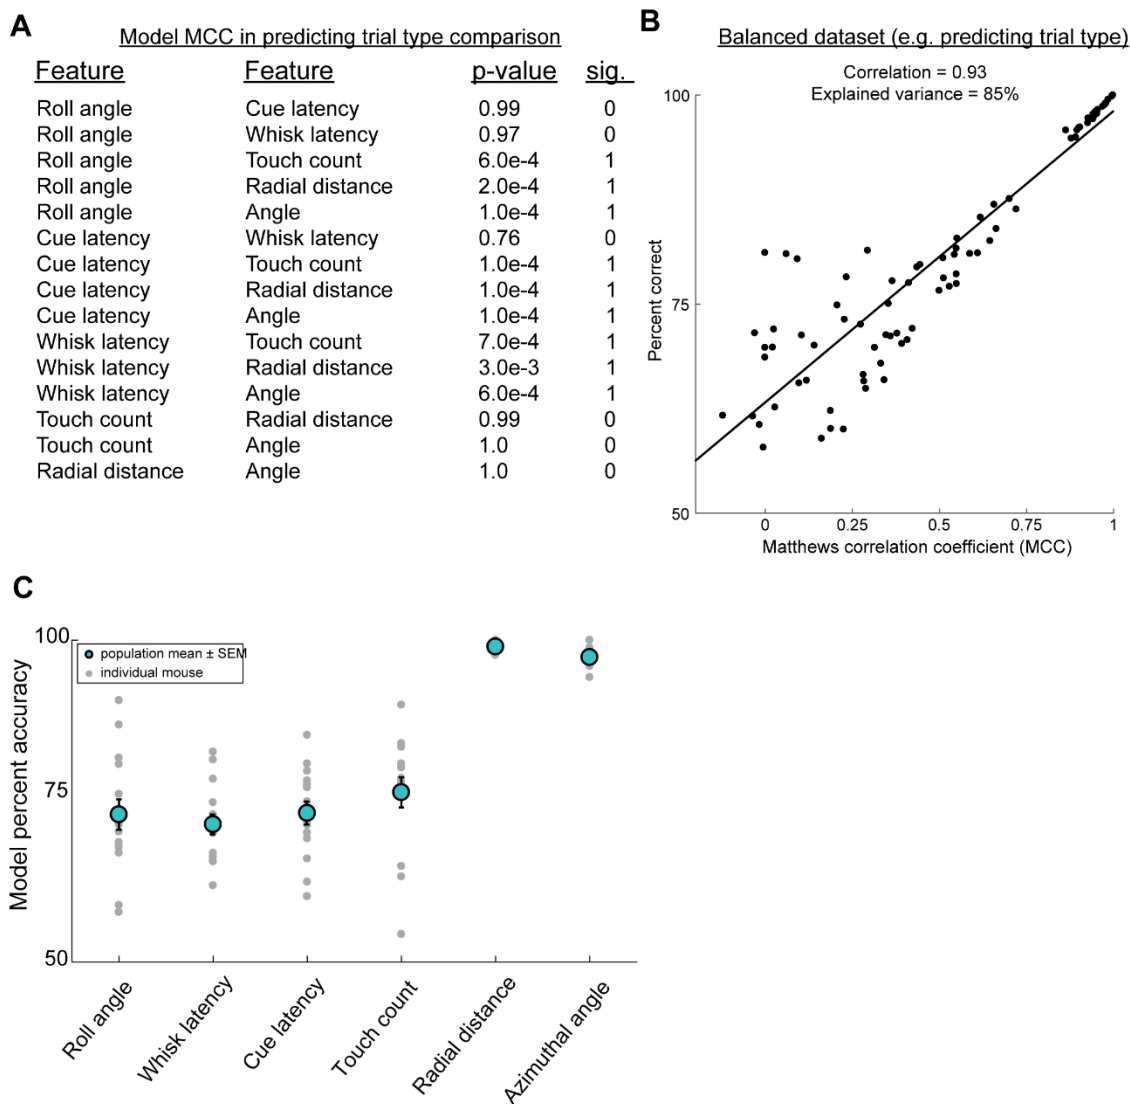 A
Model MCC in predicting trial type comparison
Feature Feature p-value sig.
Roll angle Cue latency 0.99 0
Roll angle Whisk latency 0.97 0
Roll angle Touch count 6.0e-4 1
Roll angle Radial distance 2.0e-4 1
Roll angle Angle 1.0e-4 1
Cue latency Whisk latency 0.76 0
Cue latency Touch count 1.0e-4 1
Cue latency Radial distance 1.0e-4 1
Cue latency Angle 1.0e-4 1
Whisk latency Touch count 7.0e-4 1
Whisk latency Radial distance 3.0e-3 1
Whisk latency Angle 6.0e-4 1
Touch count Radial distance 0.99 0
Touch count Angle 1.0 0
Radial distance Angle 1.0 0
B
Balanced dataset (e.g. predicting trial type)
Correlation = 0.93
Explained variance = 85%
100
75
50
Percent correct
0 0.25 0.5 0.75 1
Matthews correlation coefficient (MCC)
C
100
75
50
Model percent accuracy
population mean ± SEM
individual mouse
Roll angle
Whisk latency
Cue latency
Touch count
Radial distance
Azimuthal angle